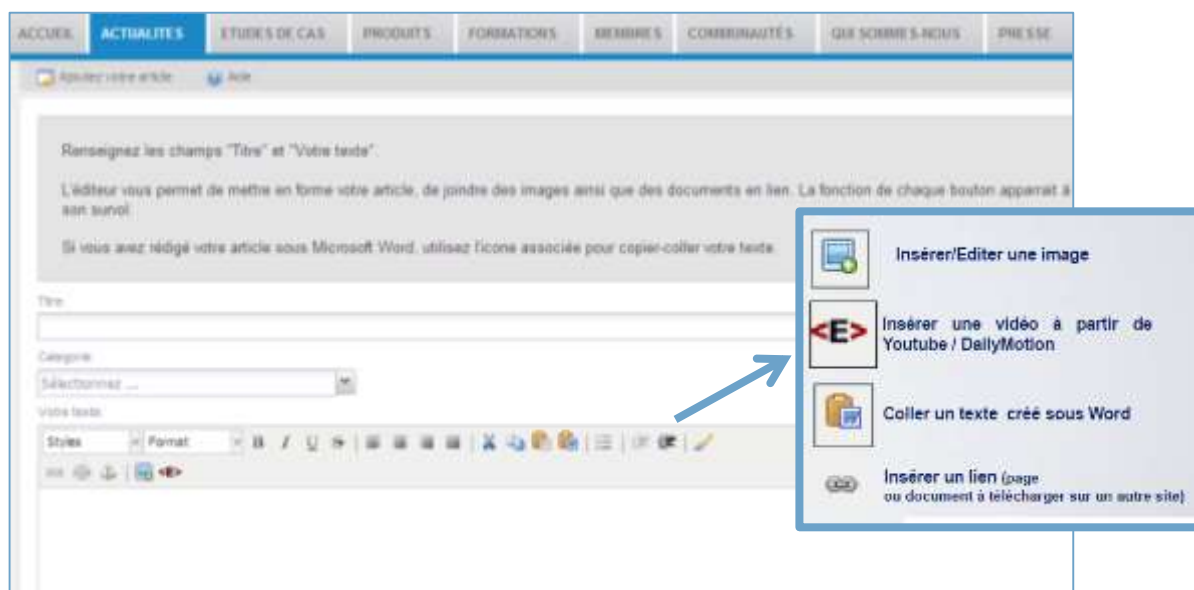 ACCUEIL ACTUALITES ETUDES DE CAS PRODUITS FORMATIONS MEMBRES COMMUNAUTÉS QUI SOMMES-NOUS PRESSE
Ajoutez votre article Aide
Renseignez les champs "Titre" et "Votre texte".
L'éditeur vous permet de mettre en forme votre article, de joindre des images ainsi que des documents en lien. La fonction de chaque bouton apparait à
son survol.
Si vous avez rédigé votre article sous Microsoft Word, utilisez l'icone associée pour copier-coller votre texte.
Titre
Categorie
Sélectionnez ...
Votre texte
Styles Format B I U S
<E>
Insérer/Editer une image
<E> Insérer une vidéo à partir de
Youtube / DailyMotion
Coller un texte créé sous Word
Insérer un lien (page
ou document à télécharger sur un autre site)